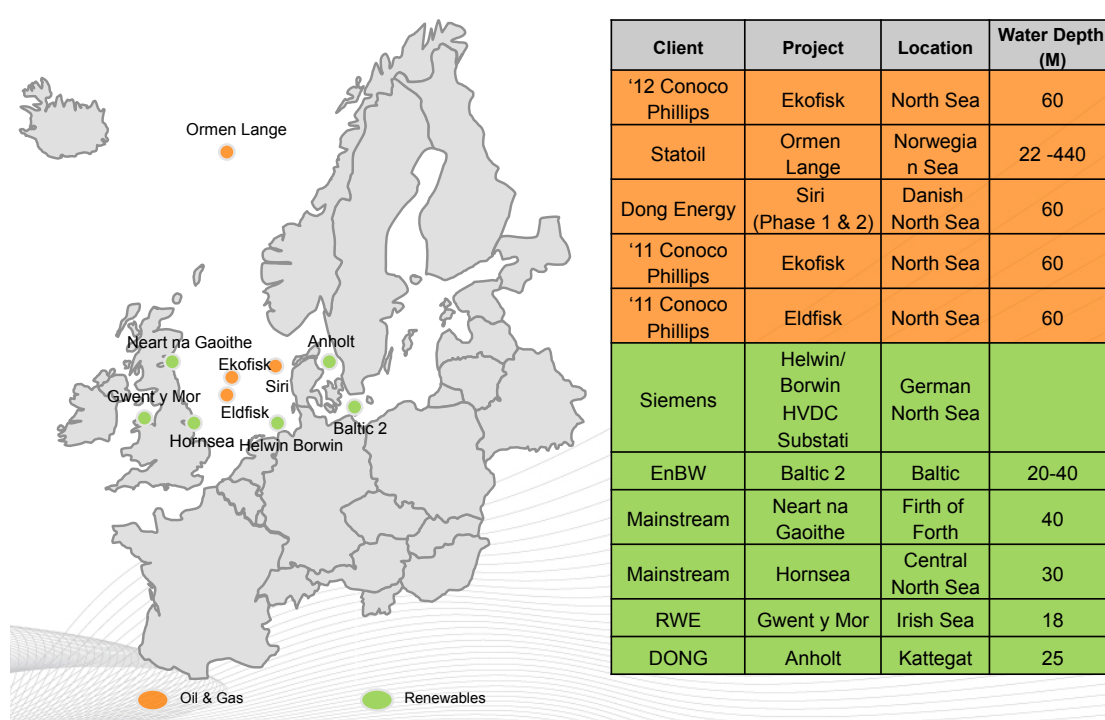 Ormen Lange
Neart na Gaoithe
Anholt
Ekofisk
Siri
Gwent y Mor
Eldfisk
Baltic 2
Hornsea
Helwin Borwin
Oil & Gas
Renewables
Client Project Location Water Depth
(M)
‘12 Conoco
Phillips Ekofisk North Sea 60
Statoil Ormen
Lange Norwegia
n Sea 22 -440
Dong Energy Siri
(Phase 1 & 2) Danish
North Sea 60
‘11 Conoco
Phillips Ekofisk North Sea 60
‘11 Conoco
Phillips Eldfisk North Sea 60
Siemens Helwin/
Borwin
HVDC
Substati German
North Sea
EnBW Baltic 2 Baltic 20-40
Mainstream Neart na
Gaoithe Firth of
Forth 40
Mainstream Hornsea Central
North Sea 30
RWE Gwent y Mor Irish Sea 18
DONG Anholt Kattegat 25